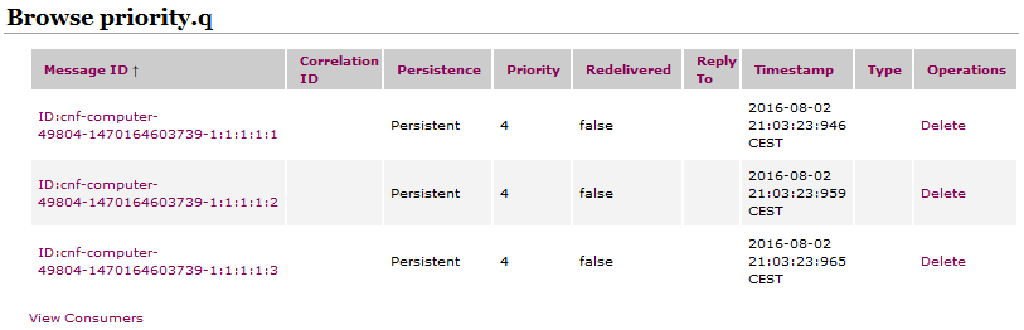 Browse priority.q
Message ID ↑ Correlation ID Persistence Priority Redelivered Reply To Timestamp Type Operations
ID:cnf-computer-
49804-1470164603739-1:1:1:1:1 Persistent 4 false 2016-08-02
21:03:23:946
CEST Delete
ID:cnf-computer-
49804-1470164603739-1:1:1:1:2 Persistent 4 false 2016-08-02
21:03:23:959
CEST Delete
ID:cnf-computer-
49804-1470164603739-1:1:1:1:3 Persistent 4 false 2016-08-02
21:03:23:965
CEST Delete
View Consumers